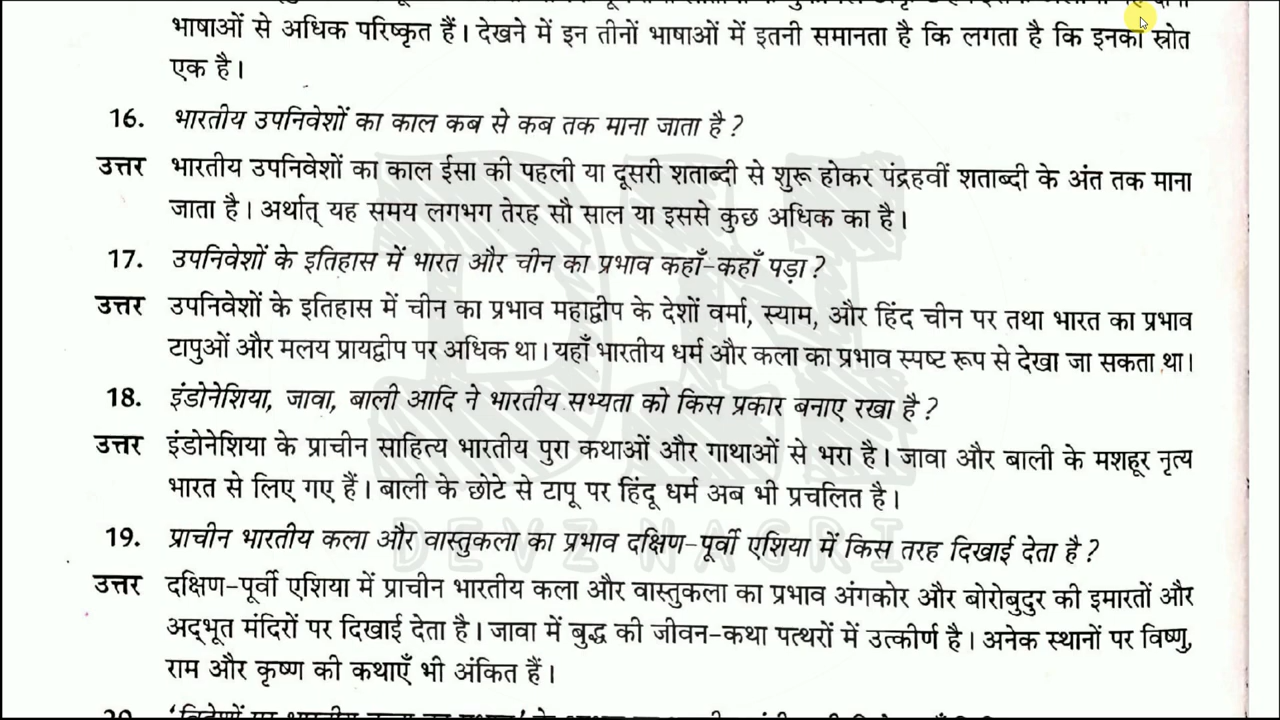 भाषाओं से अधिक परिष्कृत हैं। देखने में इन तीनों भाषाओं में इतनी समानता है कि लगता है कि इनका स्रोत
एक है।
16. भारतीय उपनिवेशों का काल कब से कब तक माना जाता है?
उत्तर भारतीय उपनिवेशों का काल ईसा की पहली या दूसरी शताब्दी से शुरू होकर पंद्रहवीं शताब्दी के अंत तक माना
जाता है। अर्थात् यह समय लगभग तेरह सौ साल या इससे कुछ अधिक का है।
17. उपनिवेशों के इतिहास में भारत और चीन का प्रभाव कहाँ-कहाँ पड़ा?
उत्तर उपनिवेशों के इतिहास में चीन का प्रभाव महाद्वीप के देशों वर्मा, स्याम, और हिंद चीन पर तथा भारत का प्रभाव
टापुओं और मलय प्रायद्वीप पर अधिक था। यहाँ भारतीय धर्म और कला का प्रभाव स्पष्ट रूप से देखा जा सकता था।
18. इंडोनेशिया, जावा, बाली आदि ने भारतीय सभ्यता को किस प्रकार बनाए रखा है?
उत्तर इंडोनेशिया के प्राचीन साहित्य भारतीय पुरा कथाओं और गाथाओं से भरा है। जावा और बाली के मशहूर नृत्य
भारत से लिए गए हैं। बाली के छोटे से टापू पर हिंदू धर्म अब भी प्रचलित है।
DEVZ NAGRI
19. प्राचीन भारतीय कला और वास्तुकला का प्रभाव दक्षिण-पूर्वी एशिया में किस तरह दिखाई देता है?
उत्तर दक्षिण-पूर्वी एशिया में प्राचीन भारतीय कला और वास्तुकला का प्रभाव अंगकोर और बोरोबुदुर की इमारतों और
अद्‌भूत मंदिरों पर दिखाई देता है। जावा में बुद्ध की जीवन-कथा पत्थरों में उत्कीर्ण है। अनेक स्थानों पर विष्णु,
राम और कृष्ण की कथाएँ भी अंकित हैं।